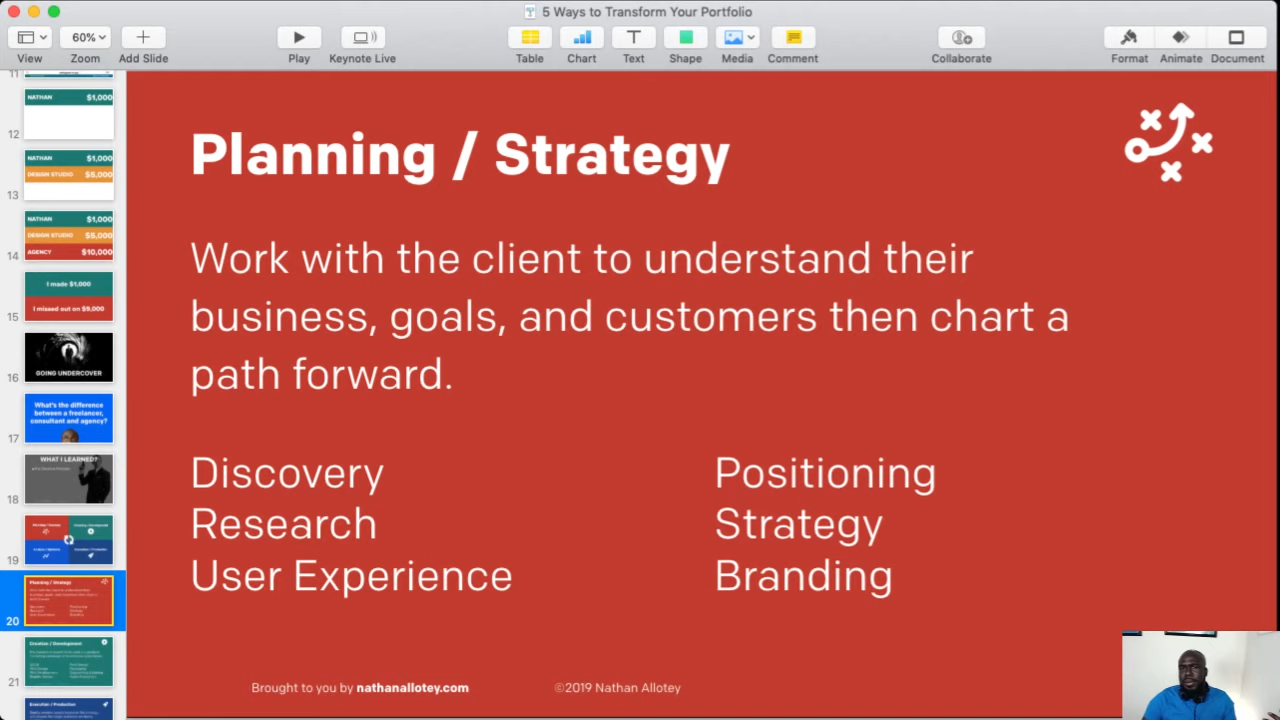 5 Ways to Transform Your Portfolio
60%
View
Zoom
Add Slide
Play
Keynote Live
Table
Chart
Text
Shape
Media
Comment
Collaborate
Format
Animate
Document
11
12
NATHAN $1,000
13
NATHAN $1,000
DESIGN STUDIO $5,000
14
NATHAN $1,000
DESIGN STUDIO $5,000
AGENCY $10,000
15
I made $1,000
I missed out on $9,000
16
GOING UNDERCOVER
17
What's the difference
between a freelancer,
consultant and agency?
18
WHAT I LEARNED?
19
20
Planning / Strategy
21
Creation / Development
Execution / Production
Planning / Strategy
Work with the client to understand their
business, goals, and customers then chart a
path forward.
Discovery
Research
User Experience
Positioning
Strategy
Branding
Brought to you by nathanallotey.com
©2019 Nathan Allotey